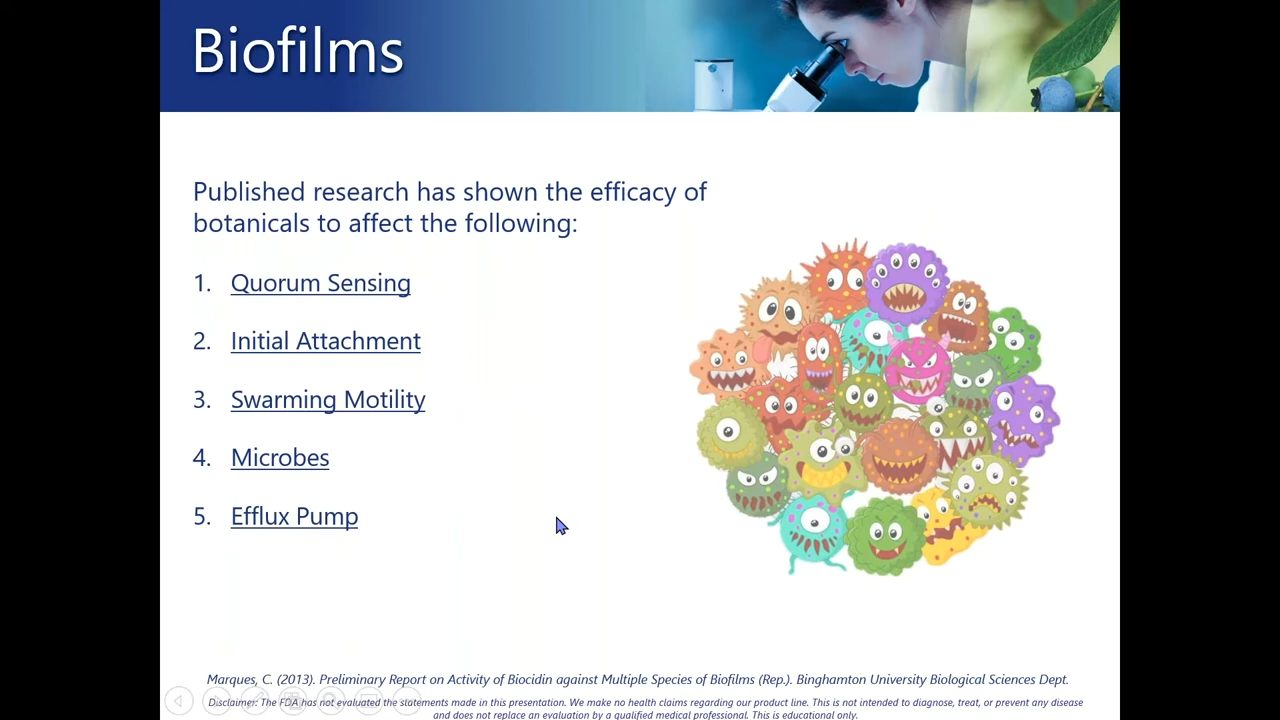 Biofilms
Published research has shown the efficacy of
botanicals to affect the following:
1. Quorum Sensing
2. Initial Attachment
3. Swarming Motility
4. Microbes
5. Efflux Pump
Marques, C. (2013). Preliminary Report on Activity of Biocidin against Multiple Species of Biofilms (Rep.). Binghamton University Biological Sciences Dept.
Disclaimer: The FDA has not evaluated the statements made in this presentation. We make no health claims regarding our product line. This is not intended to diagnose, treat, or prevent any disease
and does not replace an evaluation by a qualified medical professional. This is educational only.